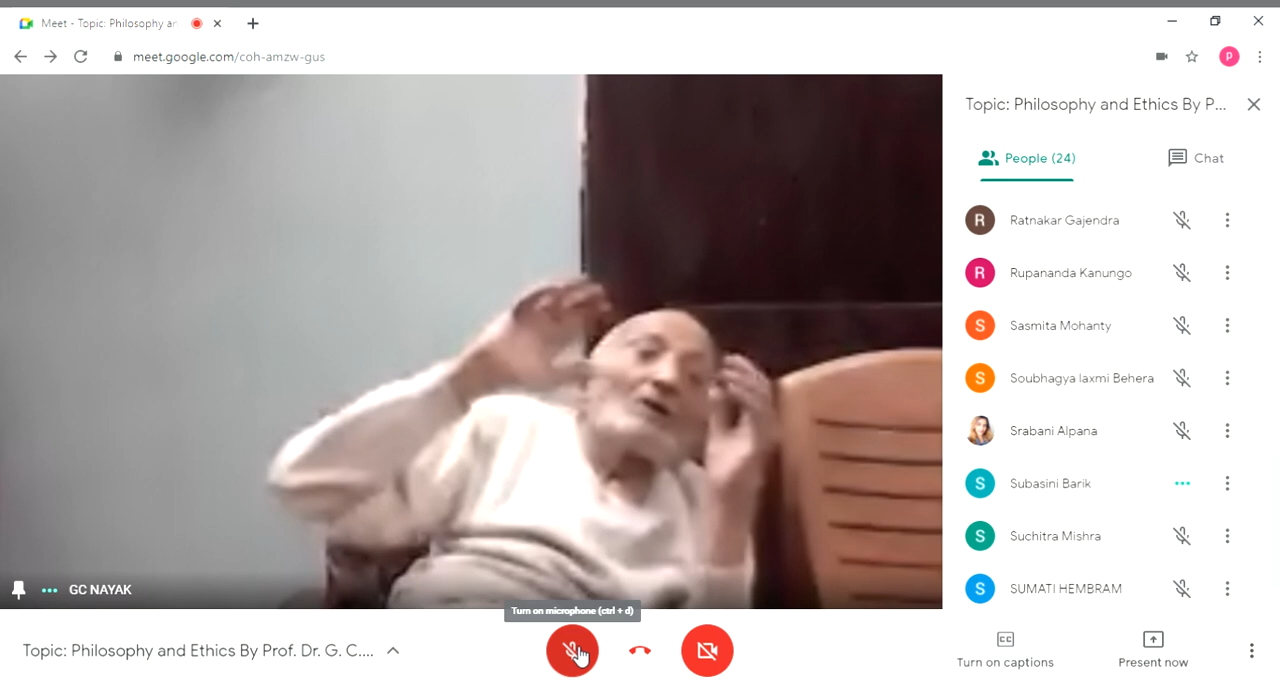 Meet - Topic: Philosophy an
meet.google.com/coh-amzw-gus
P
Topic: Philosophy and Ethics By P...
People (24)
Chat
R Ratnakar Gajendra
R Rupananda Kanungo
S Sasmita Mohanty
S Soubhagya laxmi Behera
Srabani Alpana
S Subasini Barik
S Suchitra Mishra
S SUMATI HEMBRAM
GC NAYAK
Turn on microphone (ctrl + d)
Topic: Philosophy and Ethics By Prof. Dr. G. C....
CC
Turn on captions
Present now